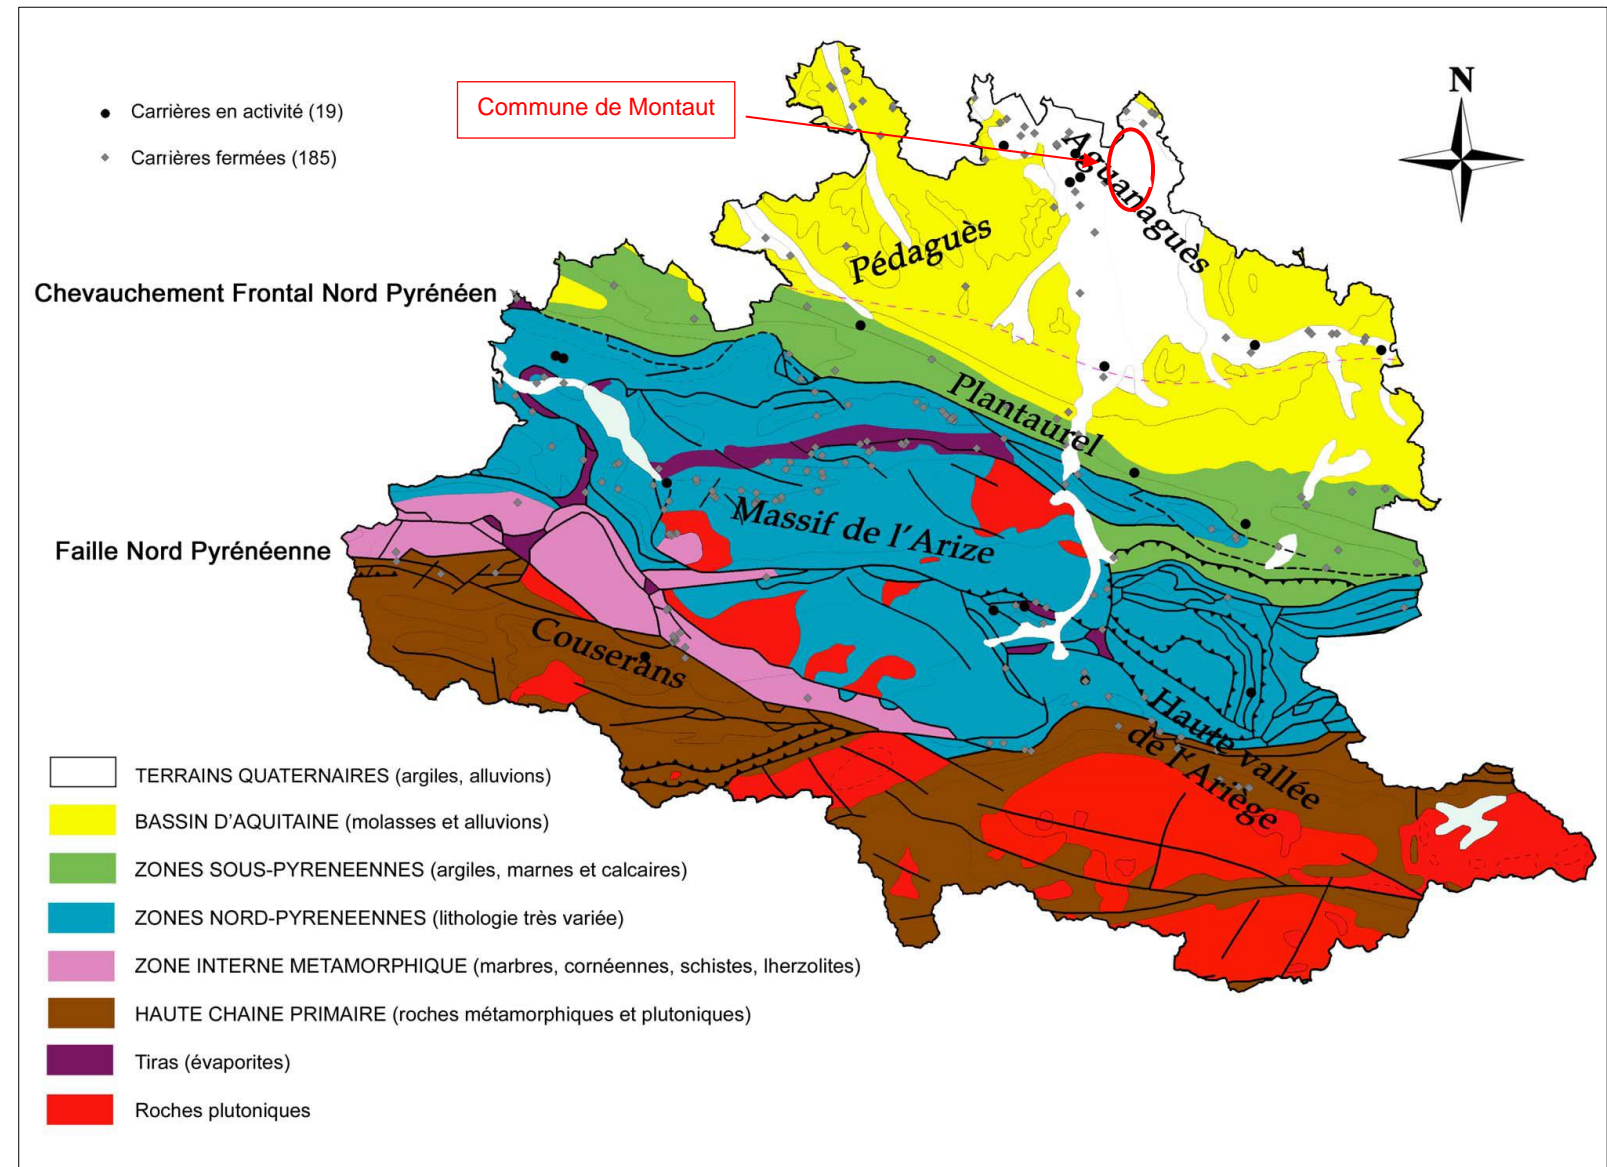 N
Commune de Montaut
Carrières en activité (19)
Carrières fermées (185)
Aguanaguès
Pédaguès
Chevauchement Frontal Nord Pyrénéen
Plantaurel
Massif de l'Arize
Faille Nord Pyrénéenne
Couserans
Haute vallée
de l'Ariège
TERRAINS QUATERNAIRES (argiles, alluvions)
BASSIN D'AQUITAINE (molasses et alluvions)
ZONES SOUS-PYRENEENNES (argiles, marnes et calcaires)
ZONES NORD-PYRENEENNES (lithologie très variée)
ZONE INTERNE METAMORPHIQUE (marbres, cornéennes, schistes, lherzolites)
HAUTE CHAINE PRIMAIRE (roches métamorphiques et plutoniques)
Tiras (évaporites)
Roches plutoniques